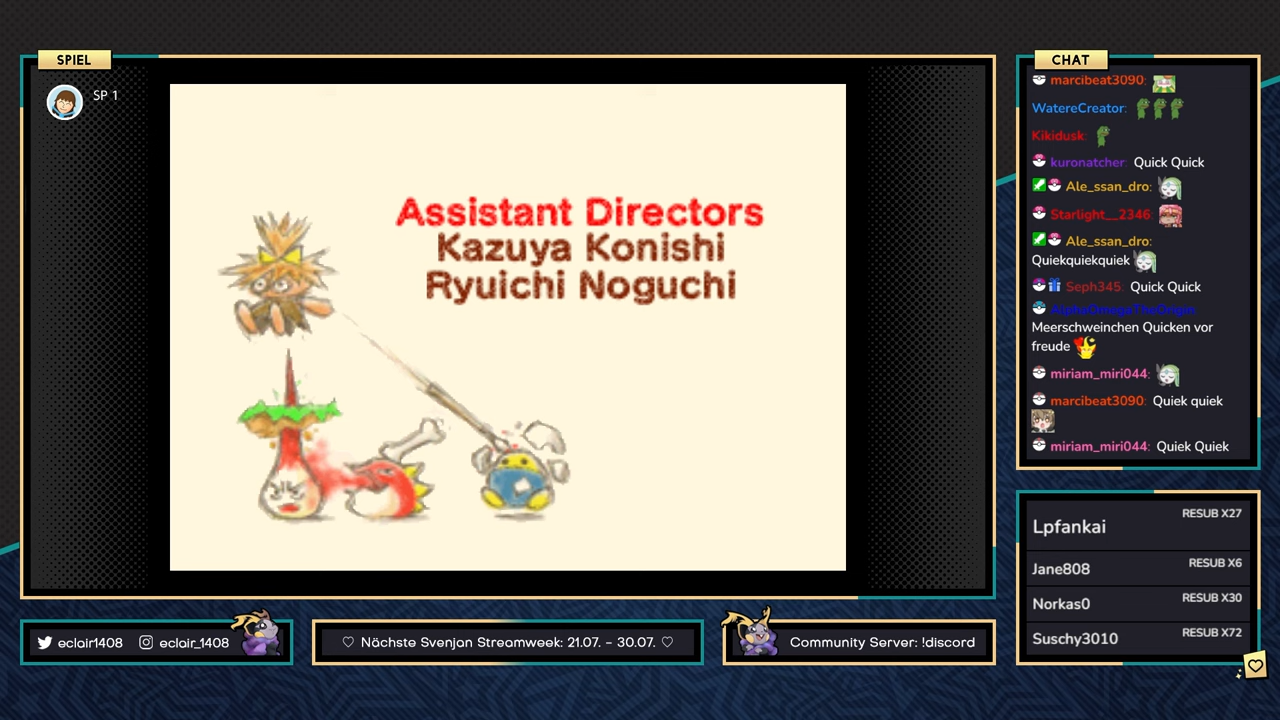 SPIEL
SP 1
Assistant Directors
Kazuya Konishi
Ryuichi Noguchi
CHAT
marcibeat3090:
WatereCreator:
Kikidusk:
kuronatcher: Quick Quick
Ale_ssan_dro:
Starlight__2346:
Ale_ssan_dro:
Quiekquiekquiek
Seph345: Quick Quick
AlphaOmegaTheOrigin
Meerschweinchen Quicken vor
freude
miriam_miri044:
marcibeat3090: Quiek quiek
miriam_miri044: Quiek Quiek
RESUB X27
Lpfankai
Jane808 RESUB X6
Norkas0 RESUB X30
Suschy3010 RESUB X72
eclair1408 eclair_1408
♡ Nächste Svenjan Streamweek: 21.07. - 30.07. ♡
Community Server: !discord